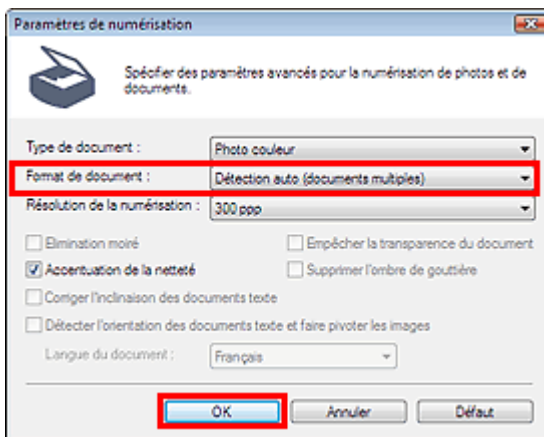 Paramètres de numérisation
Spécifier des paramètres avancés pour la numérisation de photos et de
documents.
Type de document : Photo couleur
Format de document : Détection auto (documents multiples)
Résolution de la numérisation : 300 ppp
Elimination moiré Empêcher la transparence du document
Accentuation de la netteté Supprimer l'ombre de gouttière
Corriger l'inclinaison des documents texte
Détecter l'orientation des documents texte et faire pivoter les images
Langue du document : Français
OK Annuler Défaut